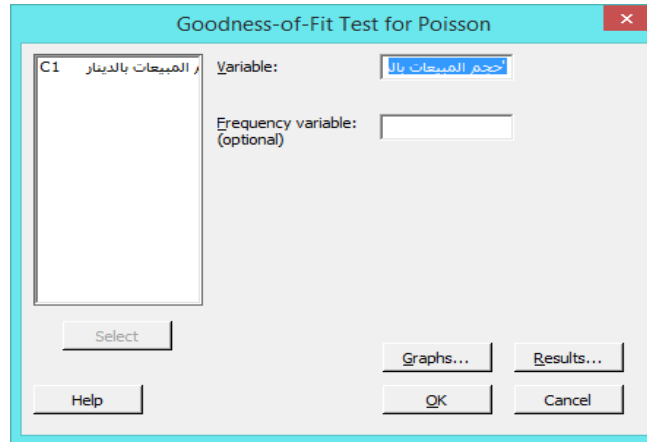 Goodness-of-Fit Test for Poisson
C1 م المبيعات بالدينار
Variable:
'حجم المبيعات بال
Frequency variable:
(optional)
Select
Graphs...
Results...
Help
OK
Cancel